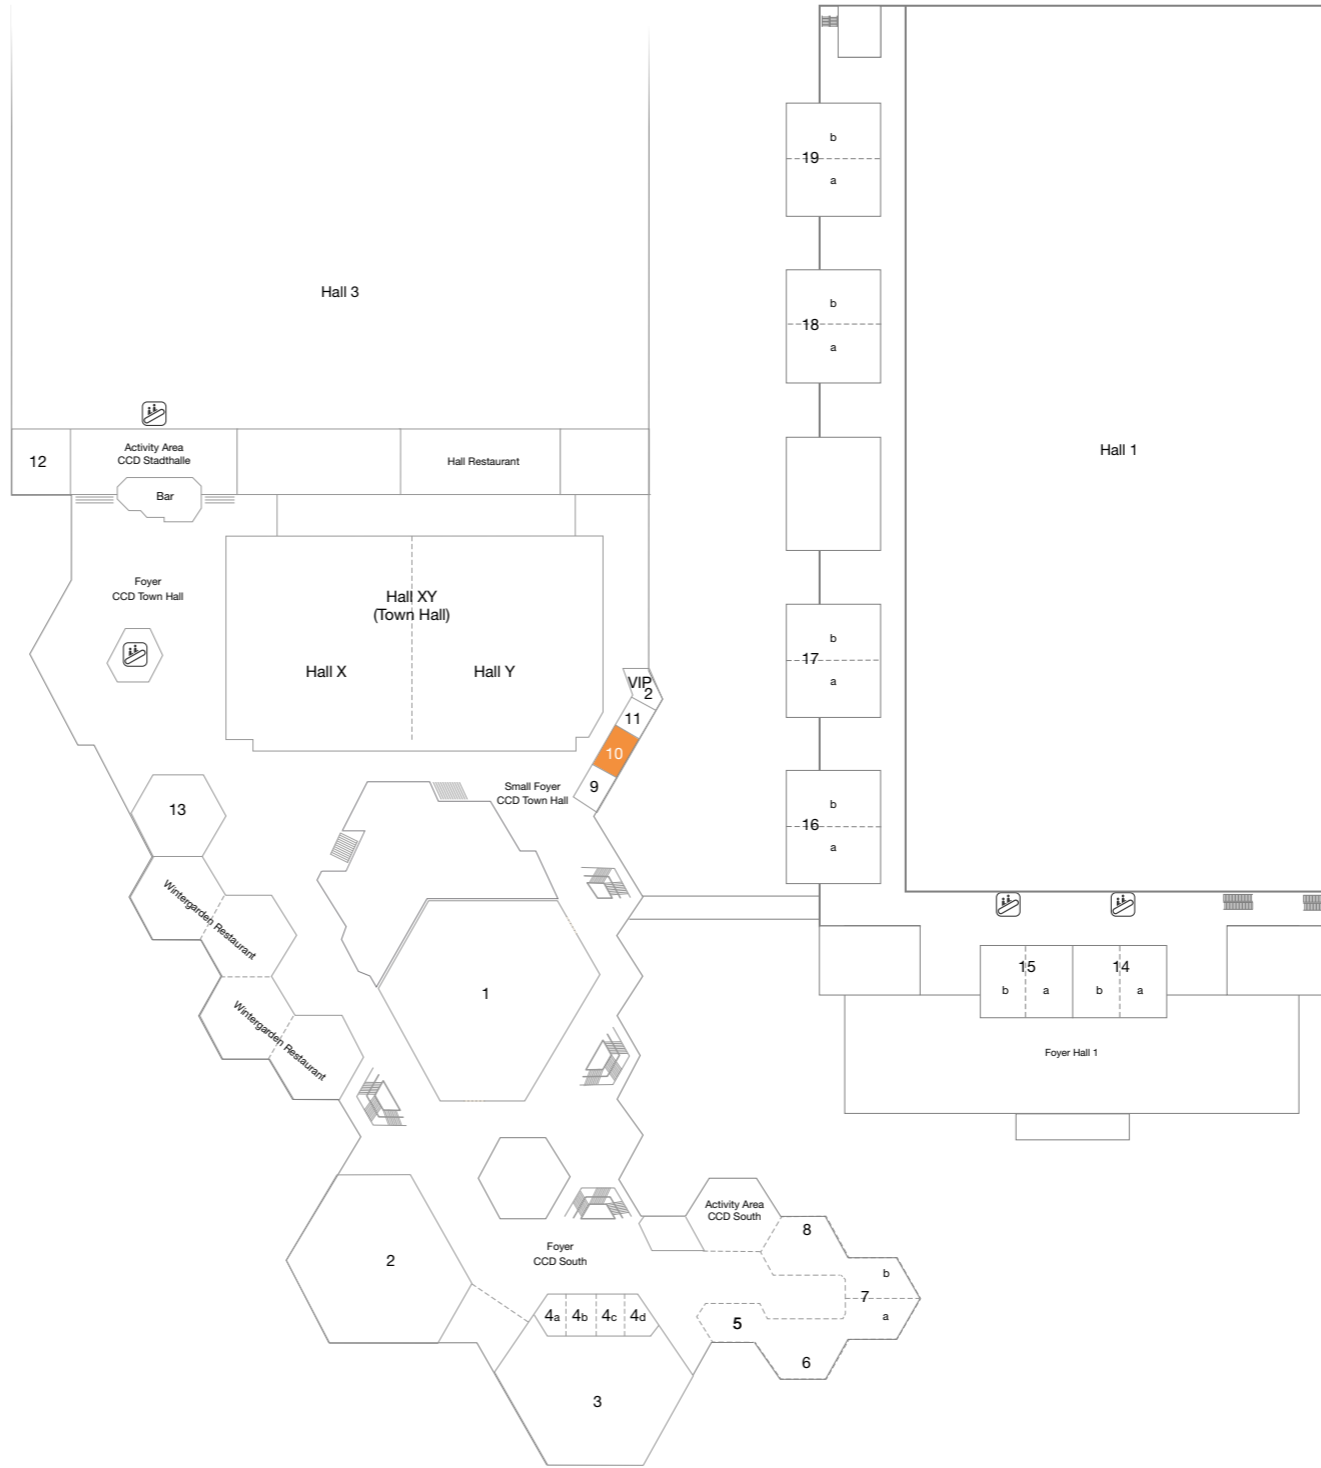 b
19
a
Hall 3
b
18
a
Hall 1
12
Activity Area
CCD Stadthalle
Hall Restaurant
Bar
Foyer
CCD Town Hall
Hall XY
(Town Hall)
Hall X
Hall Y
b
17
a
VIP
2
11
10
9
Small Foyer
CCD Town Hall
13
b
16
a
Wintergarden Restaurant
Wintergarden Restaurant
1
15
14
b
a
b
a
Foyer Hall 1
Activity Area
CCD South
8
2
Foyer
CCD South
b
7
a
4a
4b
4c
4d
5
6
3